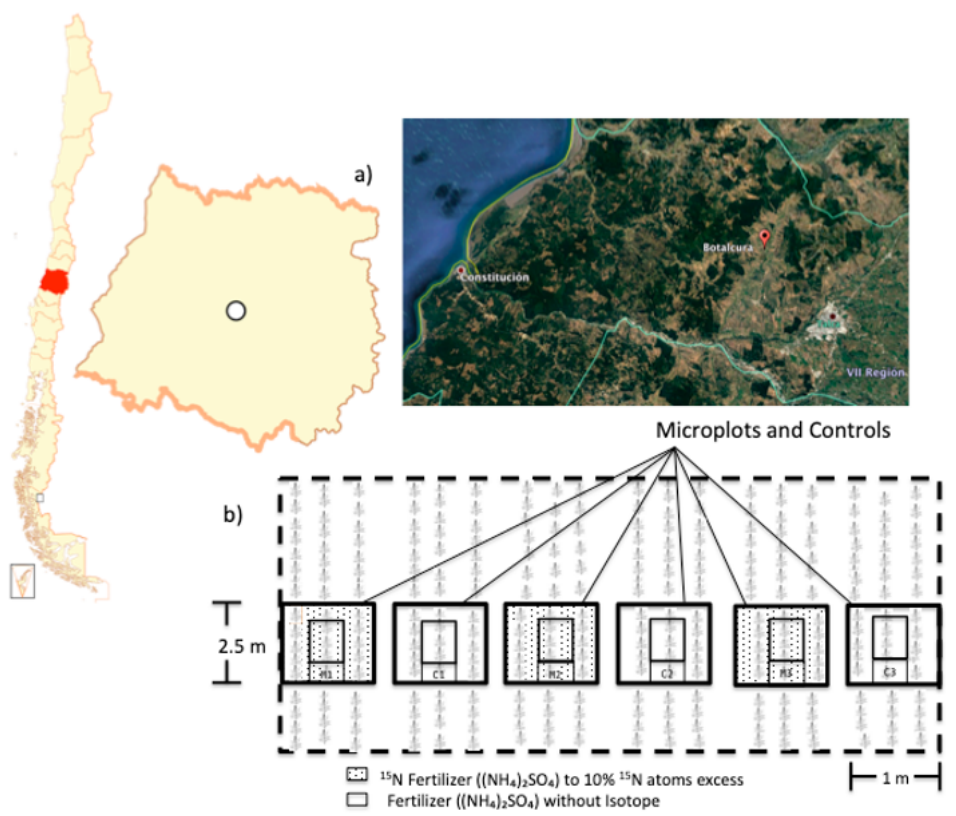 a)
Botalcura
Constitución
VII Región
Microplots and Controls
b)
2.5 m
M1 C1 M2 C2 M3 C3
¹⁵N Fertilizer ((NH₄)₂SO₄) to 10% ¹⁵N atoms excess
1 m
Fertilizer ((NH₄)₂SO₄) without Isotope